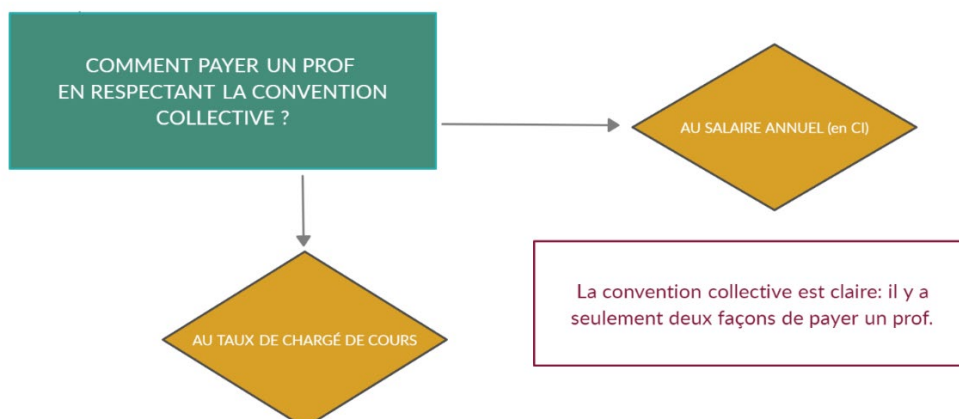 COMMENT PAYER UN PROF
EN RESPECTANT LA CONVENTION
COLLECTIVE ?
AU SALAIRE ANNUEL (en CI)
La convention collective est claire: il y a
seulement deux façons de payer un prof.
AU TAUX DE CHARGÉ DE COURS